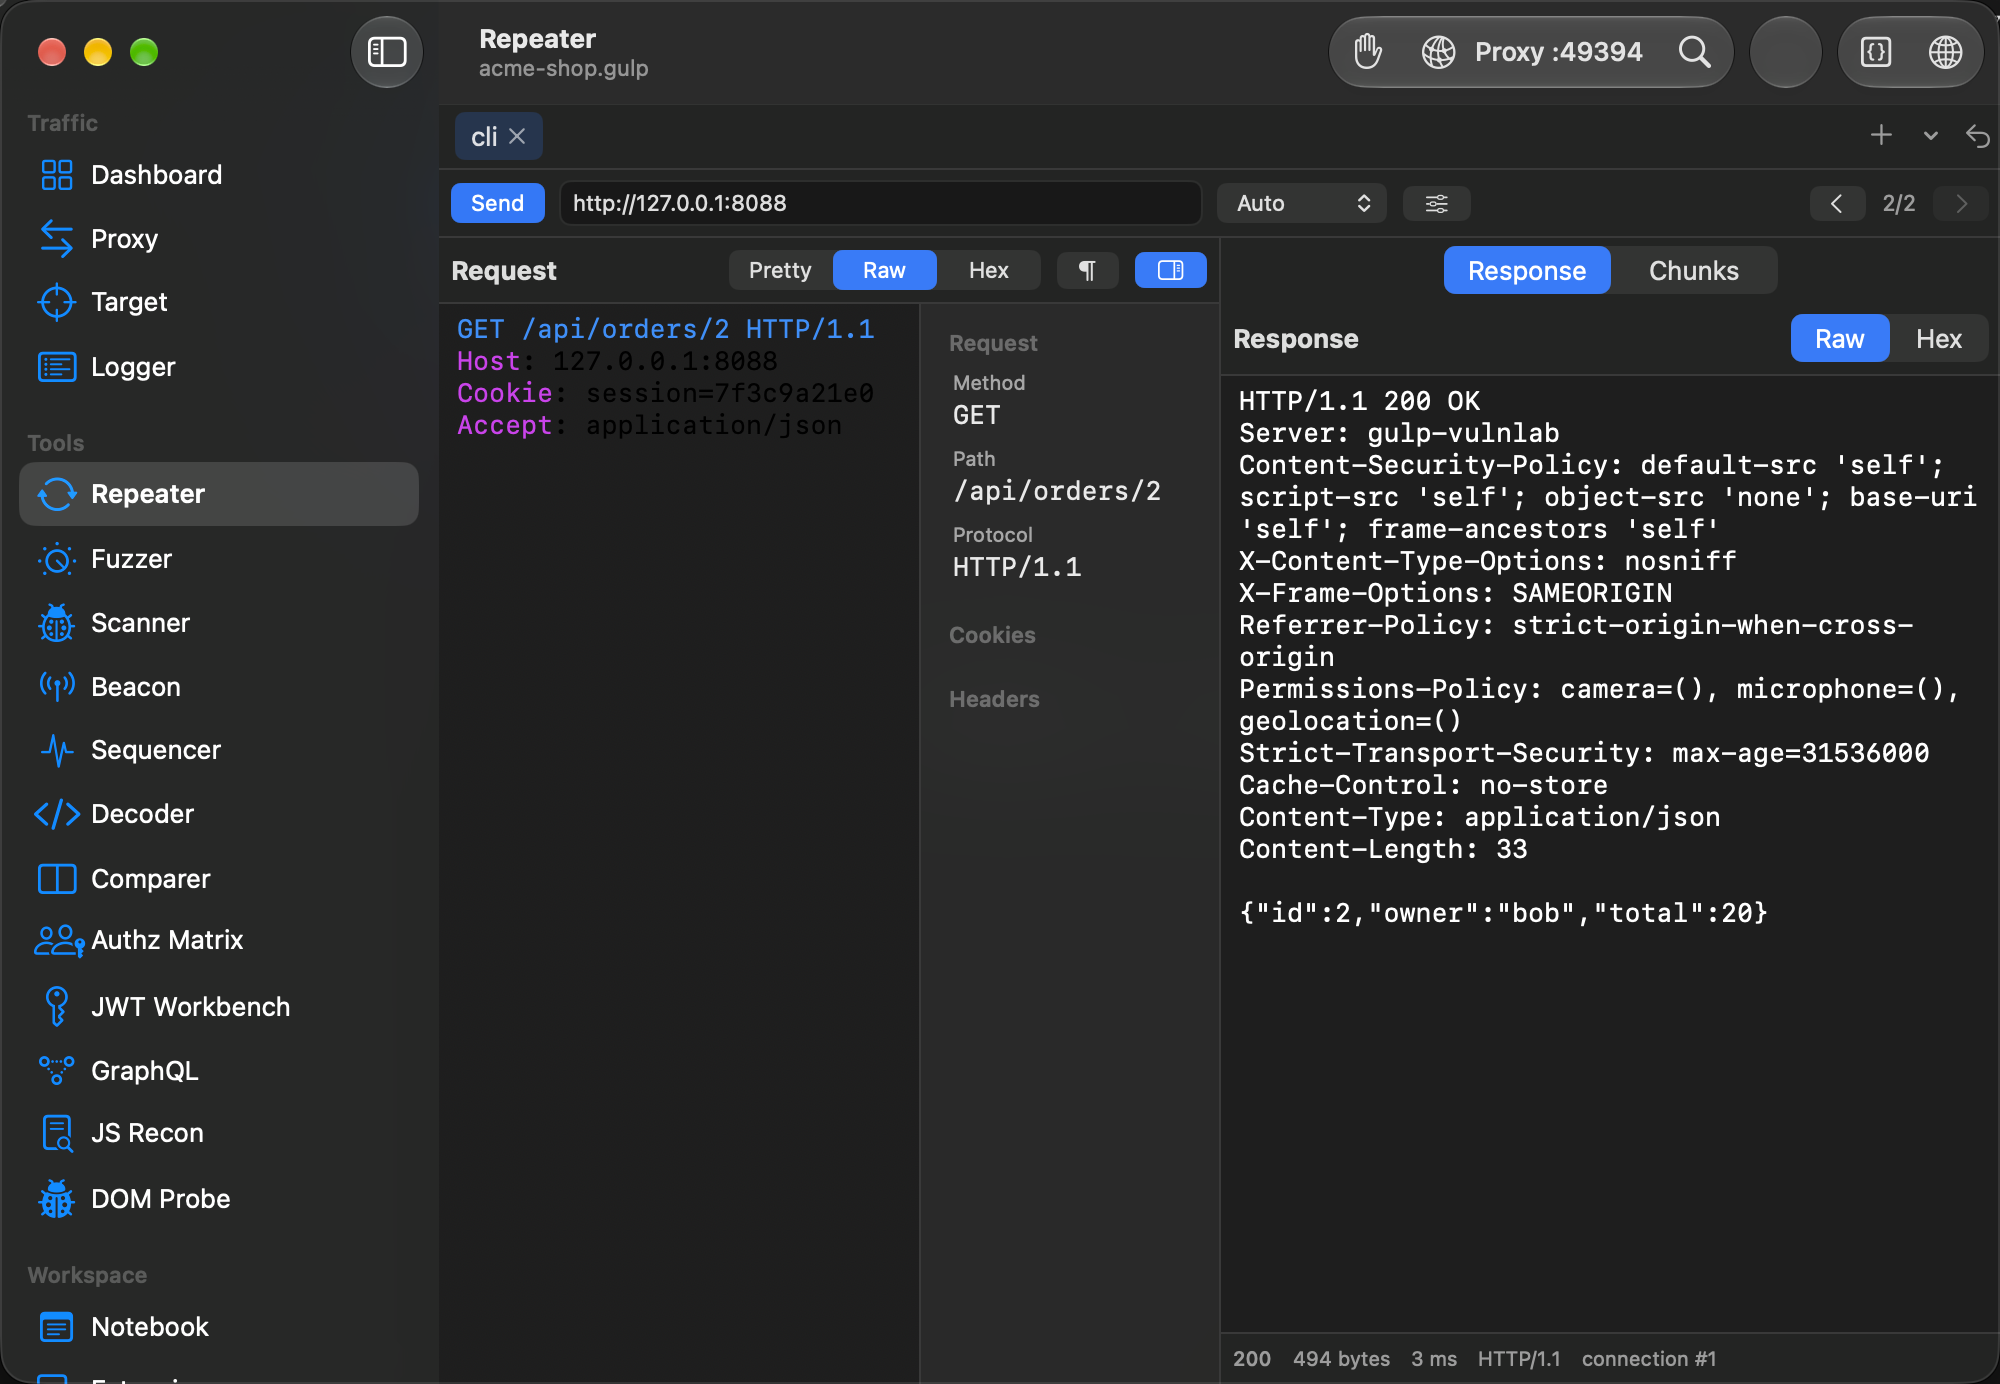 Repeater
acme-shop.gulp
Proxy :49394
Traffic
Dashboard
Proxy
Target
Logger
Tools
Repeater
Fuzzer
Scanner
Beacon
Sequencer
Decoder
Comparer
Authz Matrix
JWT Workbench
GraphQL
JS Recon
DOM Probe
Workspace
Notebook
cli
Send
http://127.0.0.1:8088
Auto
2/2
Request
Pretty
Raw
Hex
¶
GET /api/orders/2 HTTP/1.1
Host: 127.0.0.1:8088
Cookie: session=7f3c9a21e0
Accept: application/json
Request
Method
GET
Path
/api/orders/2
Protocol
HTTP/1.1
Cookies
Headers
Response
Chunks
Response
Raw
Hex
HTTP/1.1 200 OK
Server: gulp-vulnlab
Content-Security-Policy: default-src 'self';
script-src 'self'; object-src 'none'; base-uri
'self'; frame-ancestors 'self'
X-Content-Type-Options: nosniff
X-Frame-Options: SAMEORIGIN
Referrer-Policy: strict-origin-when-cross-
origin
Permissions-Policy: camera=(), microphone=(),
geolocation=()
Strict-Transport-Security: max-age=31536000
Cache-Control: no-store
Content-Type: application/json
Content-Length: 33
{"id":2,"owner":"bob","total":20}
200
494 bytes
3 ms
HTTP/1.1
connection #1